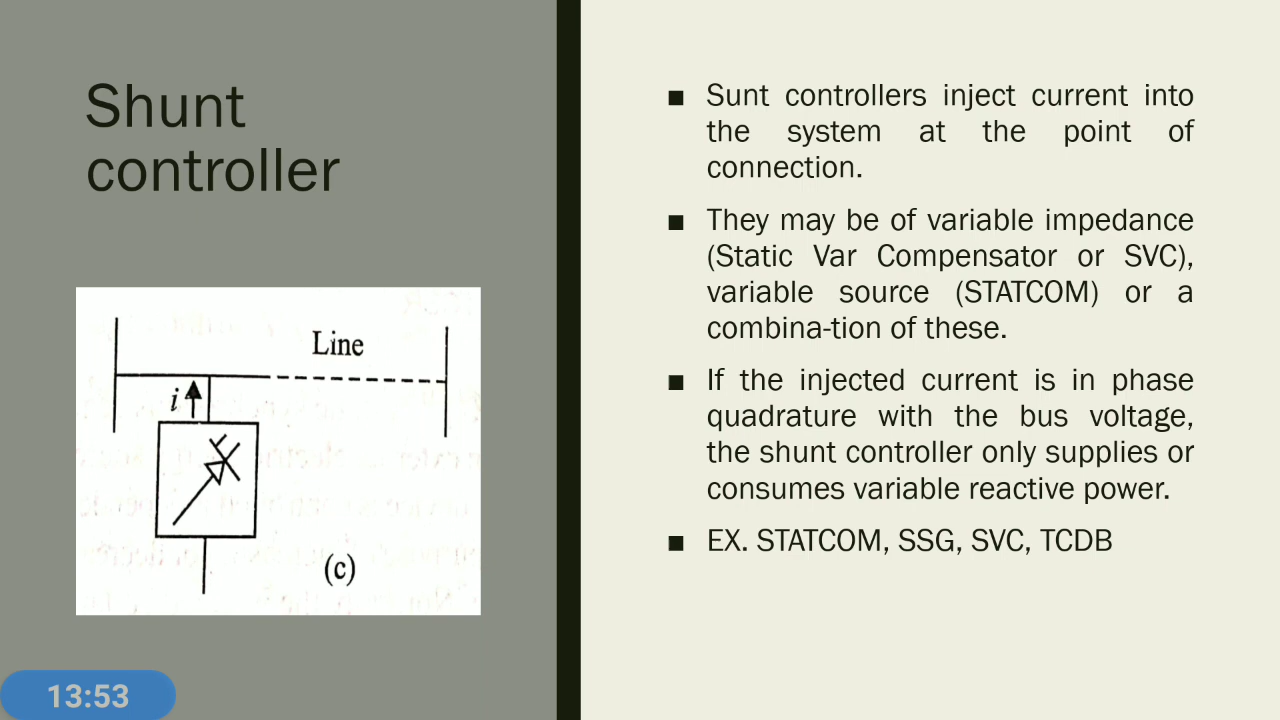 Shunt
controller
Line
i
(c)
■ Sunt controllers inject current into
the system at the point of
connection.
■ They may be of variable impedance
(Static Var Compensator or SVC),
variable source (STATCOM) or a
combina-tion of these.
■ If the injected current is in phase
quadrature with the bus voltage,
the shunt controller only supplies or
consumes variable reactive power.
■ EX. STATCOM, SSG, SVC, TCDB
13:53